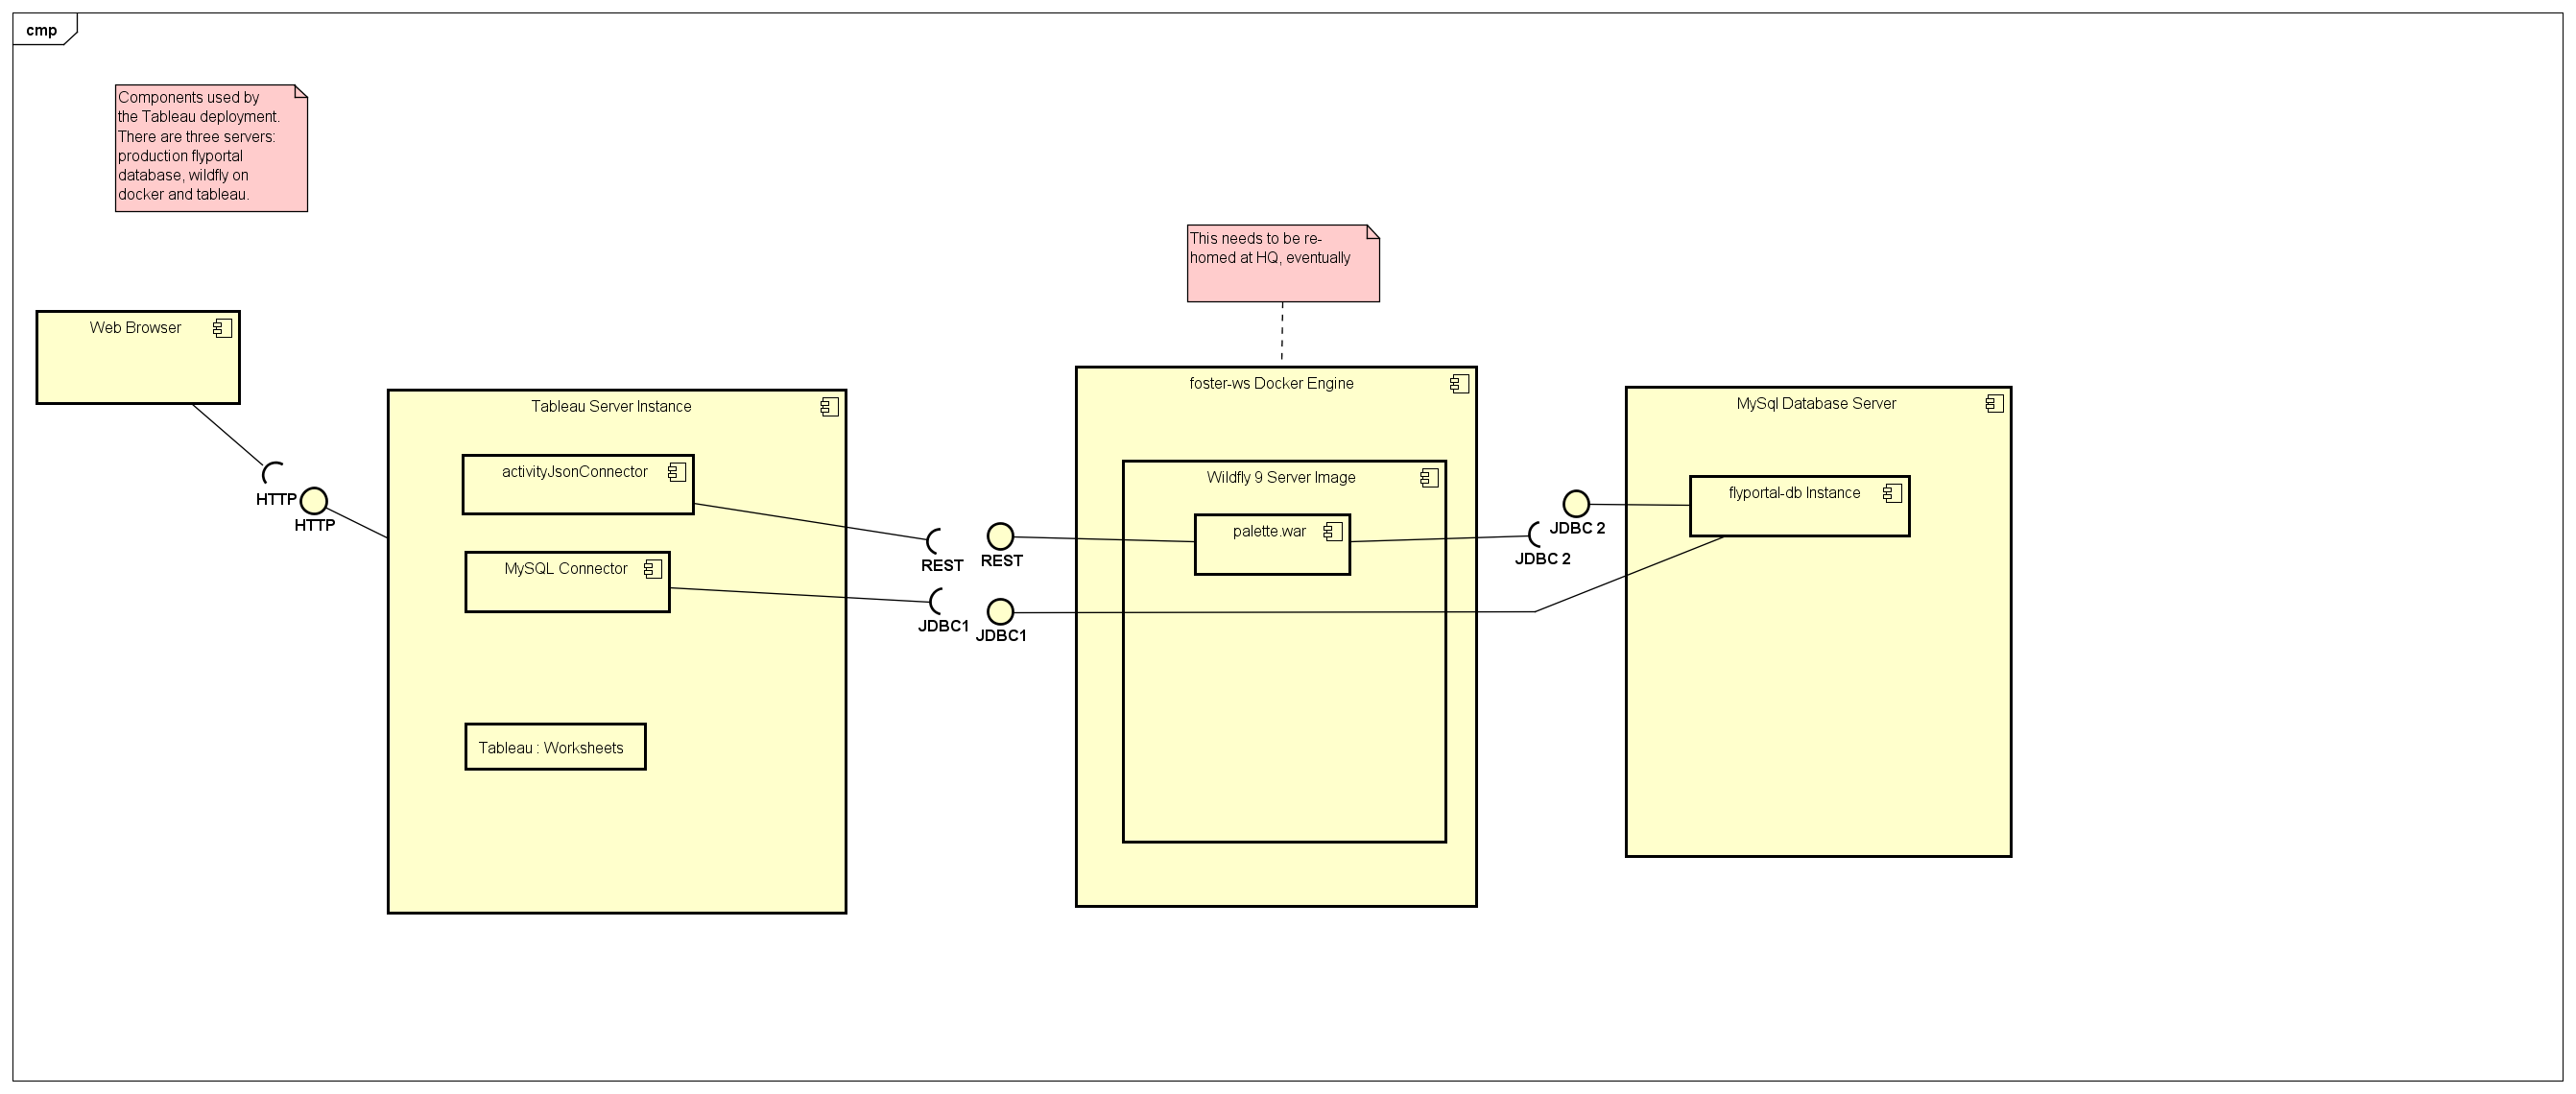 cmp
Components used by
the Tableau deployment.
There are three servers:
production flyportal
database, wildfly on
docker and tableau.
This needs to be re-
homed at HQ, eventually
Web Browser
HTTP
HTTP
Tableau Server Instance
activityJsonConnector
MySQL Connector
Tableau : Worksheets
REST
REST
JDBC1
JDBC1
foster-ws Docker Engine
Wildfly 9 Server Image
palette.war
JDBC 2
JDBC 2
MySql Database Server
flyportal-db Instance